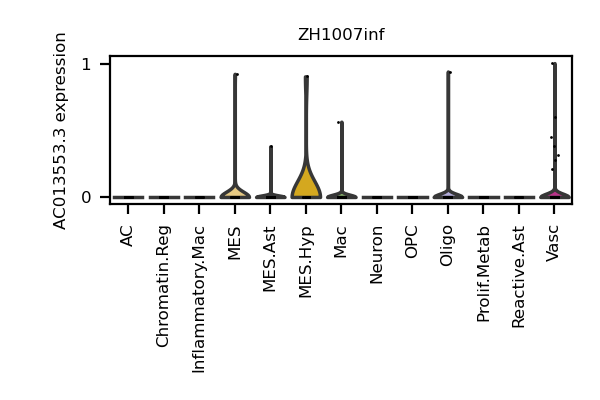 ZH1007inf
AC013553.3 expression
1
0
AC
Chromatin.Reg
Inflammatory.Mac
MES
MES.Ast
MES.Hyp
Mac
Neuron
OPC
Oligo
Prolif.Metab
Reactive.Ast
Vasc